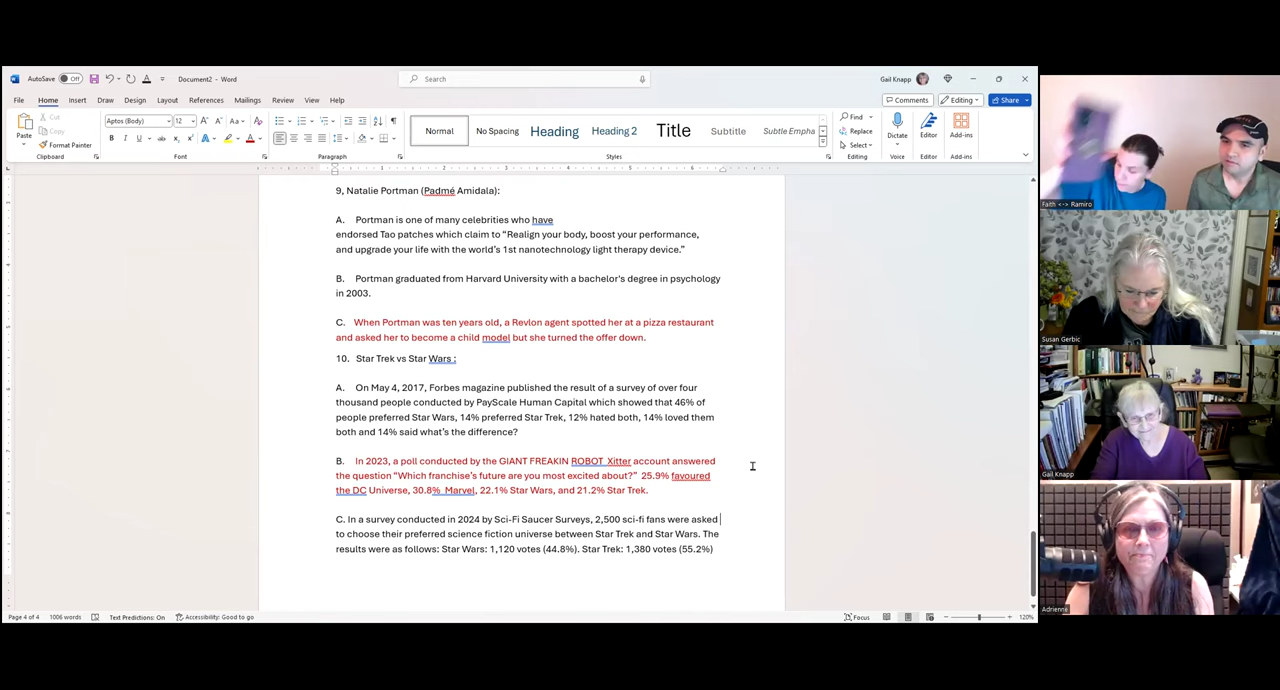 AutoSave Off Document2 - Word Search Gail Knapp
File Home Insert Draw Design Layout References Mailings Review View Help Comments Editing Share
Paste Cut Copy Format Painter Aptos (Body) 12 Normal No Spacing Heading Heading 2 Title Subtitle Subtle Empha Find Replace Select Dictate Editor Add-ins
Clipboard Font Paragraph Styles Editing Voice Editor Add-ins
9, Natalie Portman (Padmé Amidala):
A. Portman is one of many celebrities who have
endorsed Tao patches which claim to “Realign your body, boost your performance,
and upgrade your life with the world’s 1st nanotechnology light therapy device.”
B. Portman graduated from Harvard University with a bachelor's degree in psychology
in 2003.
C. When Portman was ten years old, a Revlon agent spotted her at a pizza restaurant
and asked her to become a child model but she turned the offer down.
10. Star Trek vs Star Wars :
A. On May 4, 2017, Forbes magazine published the result of a survey of over four
thousand people conducted by PayScale Human Capital which showed that 46% of
people preferred Star Wars, 14% preferred Star Trek, 12% hated both, 14% loved them
both and 14% said what’s the difference?
B. In 2023, a poll conducted by the GIANT FREAKIN ROBOT Xitter account answered
the question “Which franchise’s future are you most excited about?” 25.9% favoured
the DC Universe, 30.8% Marvel, 22.1% Star Wars, and 21.2% Star Trek.
C. In a survey conducted in 2024 by Sci-Fi Saucer Surveys, 2,500 sci-fi fans were asked
to choose their preferred science fiction universe between Star Trek and Star Wars. The
results were as follows: Star Wars: 1,120 votes (44.8%). Star Trek: 1,380 votes (55.2%)
Page 4 of 4 1006 words Text Predictions: On Accessibility: Good to go Focus 120%
Faith <-> Ramiro
Susan Gerbic
Gail Knapp
Adrienne